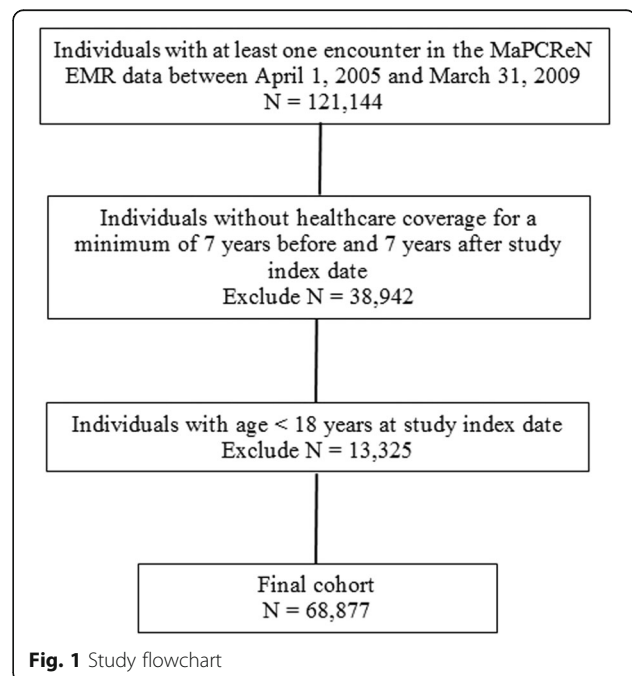 Individuals with at least one encounter in the MaPCReN
EMR data between April 1, 2005 and March 31, 2009
N = 121,144
Individuals without healthcare coverage for a
minimum of 7 years before and 7 years after study
index date
Exclude N = 38,942
Individuals with age < 18 years at study index date
Exclude N = 13,325
Final cohort
N = 68,877
Fig. 1 Study flowchart